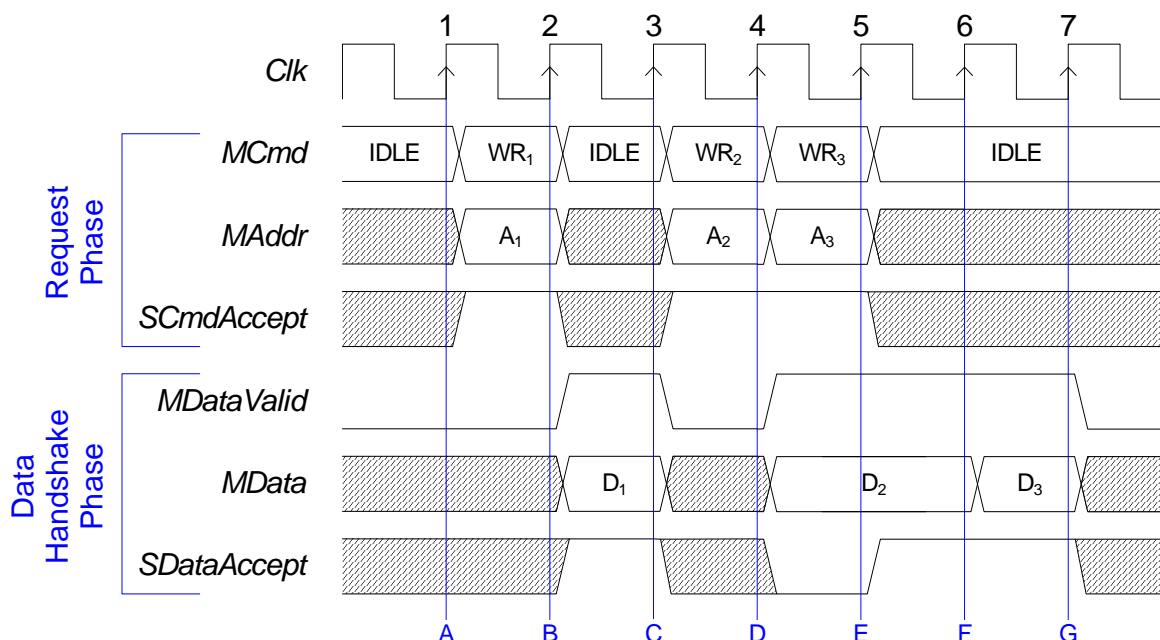 1 2 3 4 5 6 7
Clk
Request
Phase
MCmd
IDLE WR₁ IDLE WR₂ WR₃ IDLE
MAddr
A₁ A₂ A₃
SCmdAccept
Data
Handshake
Phase
MDataValid
MData
D₁ D₂ D₃
SDataAccept
A B C D E F G